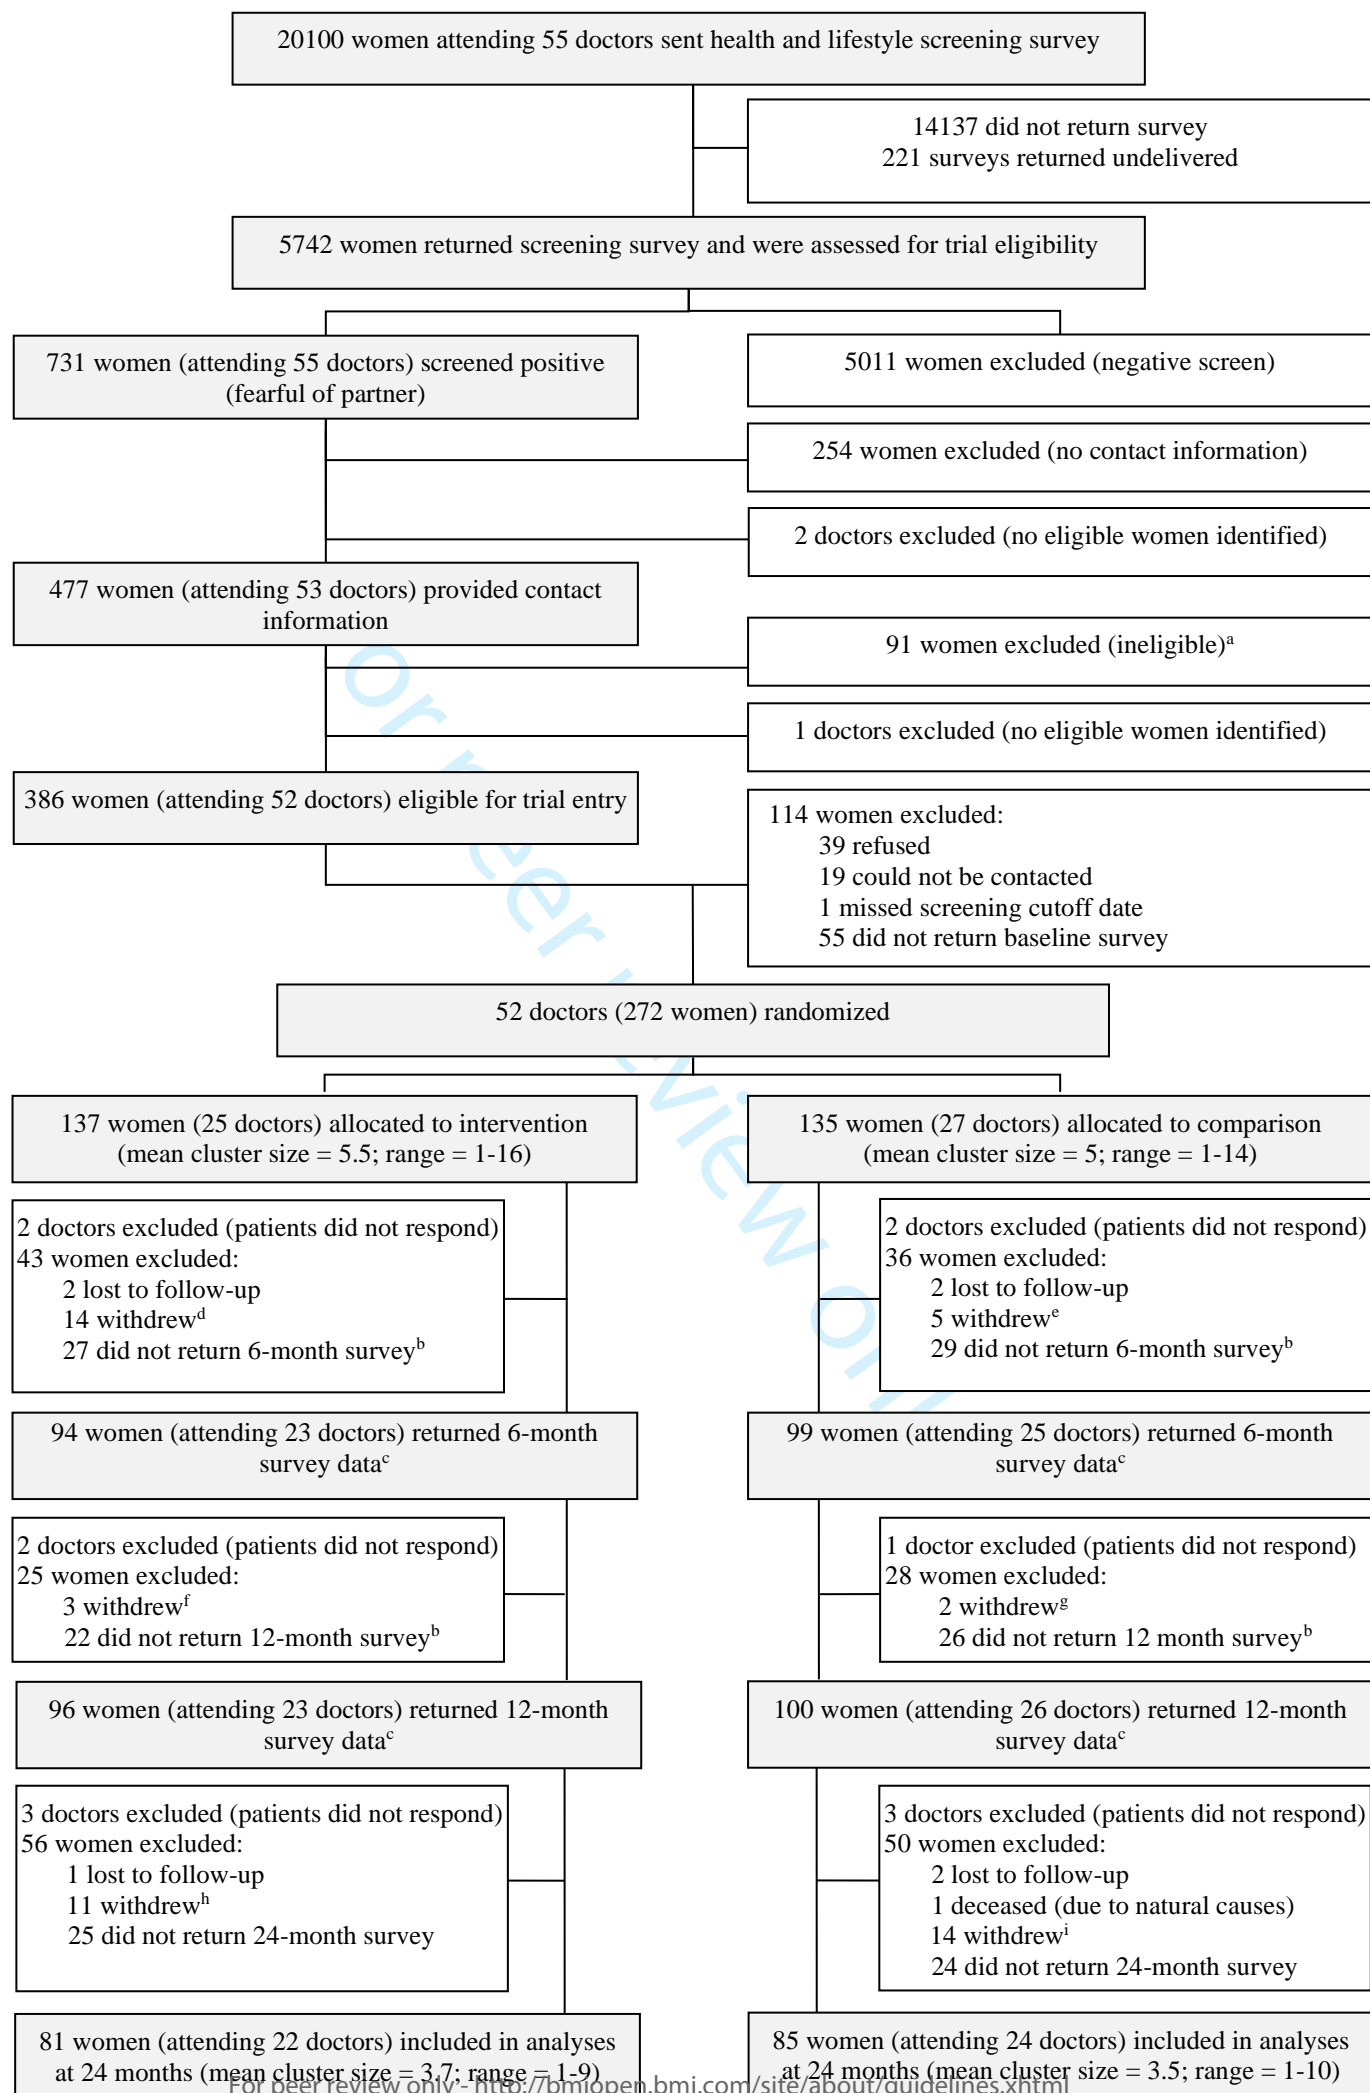 20100 women attending 55 doctors sent health and lifestyle screening survey
14137 did not return survey
221 surveys returned undelivered
5742 women returned screening survey and were assessed for trial eligibility
731 women (attending 55 doctors) screened positive
(fearful of partner)
5011 women excluded (negative screen)
254 women excluded (no contact information)
2 doctors excluded (no eligible women identified)
477 women (attending 53 doctors) provided contact
information
91 women excluded (ineligible)ᵃ
1 doctors excluded (no eligible women identified)
386 women (attending 52 doctors) eligible for trial entry
114 women excluded:
39 refused
19 could not be contacted
1 missed screening cutoff date
55 did not return baseline survey
52 doctors (272 women) randomized
137 women (25 doctors) allocated to intervention
(mean cluster size = 5.5; range = 1-16)
135 women (27 doctors) allocated to comparison
(mean cluster size = 5; range = 1-14)
2 doctors excluded (patients did not respond)
43 women excluded:
2 lost to follow-up
14 withdrewᵈ
27 did not return 6-month surveyᵇ
2 doctors excluded (patients did not respond)
36 women excluded:
2 lost to follow-up
5 withdrewᵉ
29 did not return 6-month surveyᵇ
94 women (attending 23 doctors) returned 6-month
survey dataᶜ
99 women (attending 25 doctors) returned 6-month
survey dataᶜ
2 doctors excluded (patients did not respond)
25 women excluded:
3 withdrewᶠ
22 did not return 12-month surveyᵇ
1 doctor excluded (patients did not respond)
28 women excluded:
2 withdrewᵍ
26 did not return 12 month surveyᵇ
96 women (attending 23 doctors) returned 12-month
survey dataᶜ
100 women (attending 26 doctors) returned 12-month
survey dataᶜ
3 doctors excluded (patients did not respond)
56 women excluded:
1 lost to follow-up
11 withdrewʰ
25 did not return 24-month survey
3 doctors excluded (patients did not respond)
50 women excluded:
2 lost to follow-up
1 deceased (due to natural causes)
14 withdrewⁱ
24 did not return 24-month survey
81 women (attending 22 doctors) included in analyses
at 24 months (mean cluster size = 3.7; range = 1-9)
85 women (attending 24 doctors) included in analyses
at 24 months (mean cluster size = 3.5; range = 1-10)
For peer review only - http://bmjopen.bmj.com/site/about/guidelines.xhtml